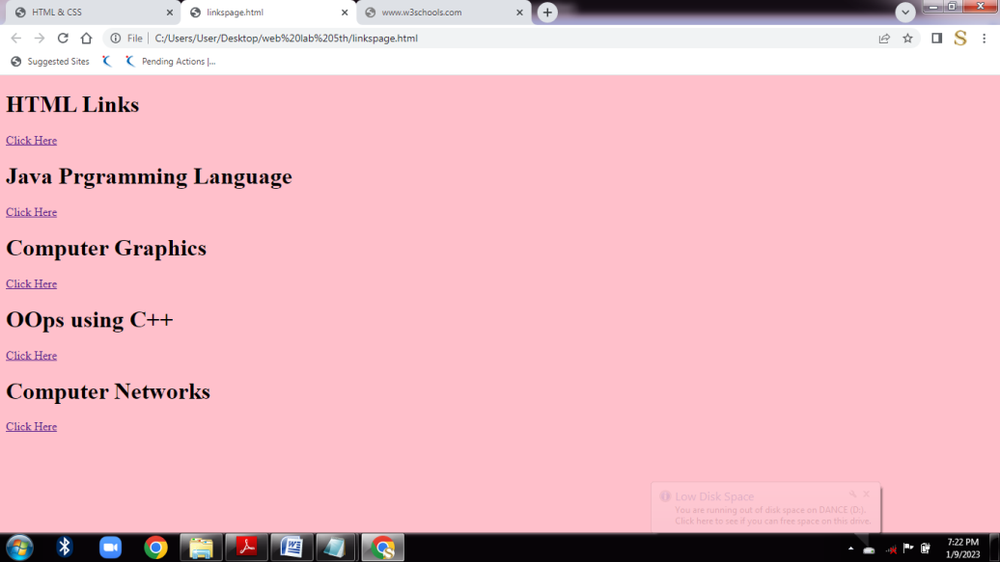 HTML & CSS
linkspage.html
www.w3schools.com
File
C:/Users/User/Desktop/web%20lab%205th/linkspage.html
S
Suggested Sites
Pending Actions |...
HTML Links
Click Here
Java Prgramming Language
Click Here
Computer Graphics
Click Here
OOps using C++
Click Here
Computer Networks
Click Here
Low Disk Space
You are running out of disk space on DANCE (D:).
Click here to see if you can free space on this drive.
7:22 PM
1/9/2023